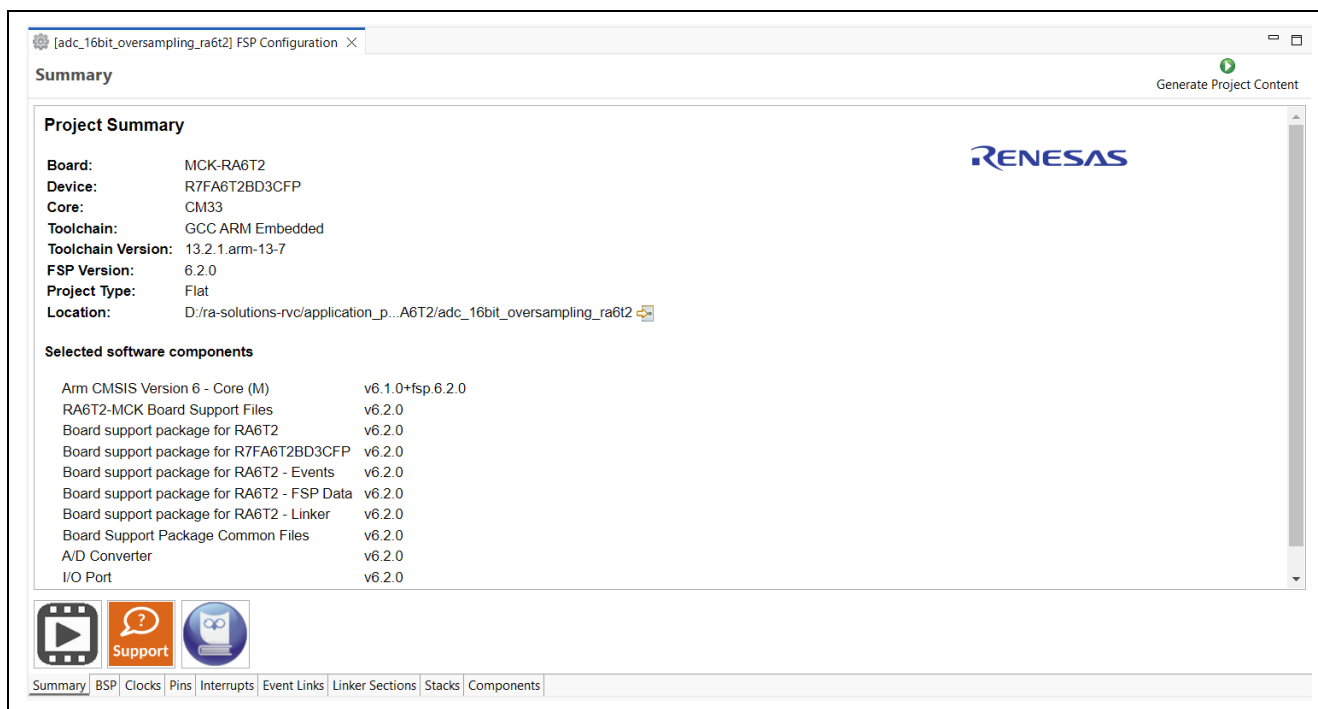 [adc_16bit_oversampling_ra6t2] FSP Configuration
Summary
Generate Project Content
Project Summary
RENESAS
Board: MCK-RA6T2
Device: R7FA6T2BD3CFP
Core: CM33
Toolchain: GCC ARM Embedded
Toolchain Version: 13.2.1.arm-13-7
FSP Version: 6.2.0
Project Type: Flat
Location: D:/ra-solutions-rvc/application_p...A6T2/adc_16bit_oversampling_ra6t2
Selected software components
Arm CMSIS Version 6 - Core (M) v6.1.0+fsp.6.2.0
RA6T2-MCK Board Support Files v6.2.0
Board support package for RA6T2 v6.2.0
Board support package for R7FA6T2BD3CFP v6.2.0
Board support package for RA6T2 - Events v6.2.0
Board support package for RA6T2 - FSP Data v6.2.0
Board support package for RA6T2 - Linker v6.2.0
Board Support Package Common Files v6.2.0
A/D Converter v6.2.0
I/O Port v6.2.0
? Support
Summary BSP Clocks Pins Interrupts Event Links Linker Sections Stacks Components